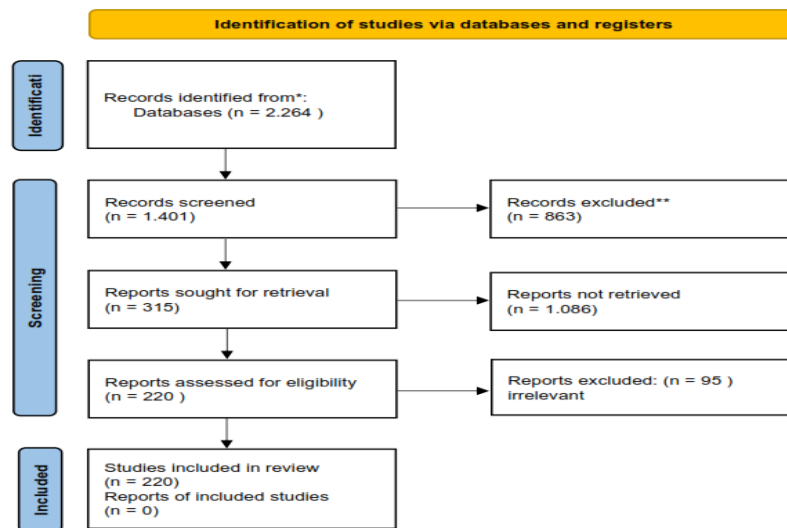 Identification of studies via databases and registers
Identificati
Records identified from*:
Databases (n = 2.264 )
Screening
Records screened
(n = 1.401)
Records excluded**
(n = 863)
Reports sought for retrieval
(n = 315)
Reports not retrieved
(n = 1.086)
Reports assessed for eligibility
(n = 220 )
Reports excluded: (n = 95 )
irrelevant
Included
Studies included in review
(n = 220)
Reports of included studies
(n = 0)